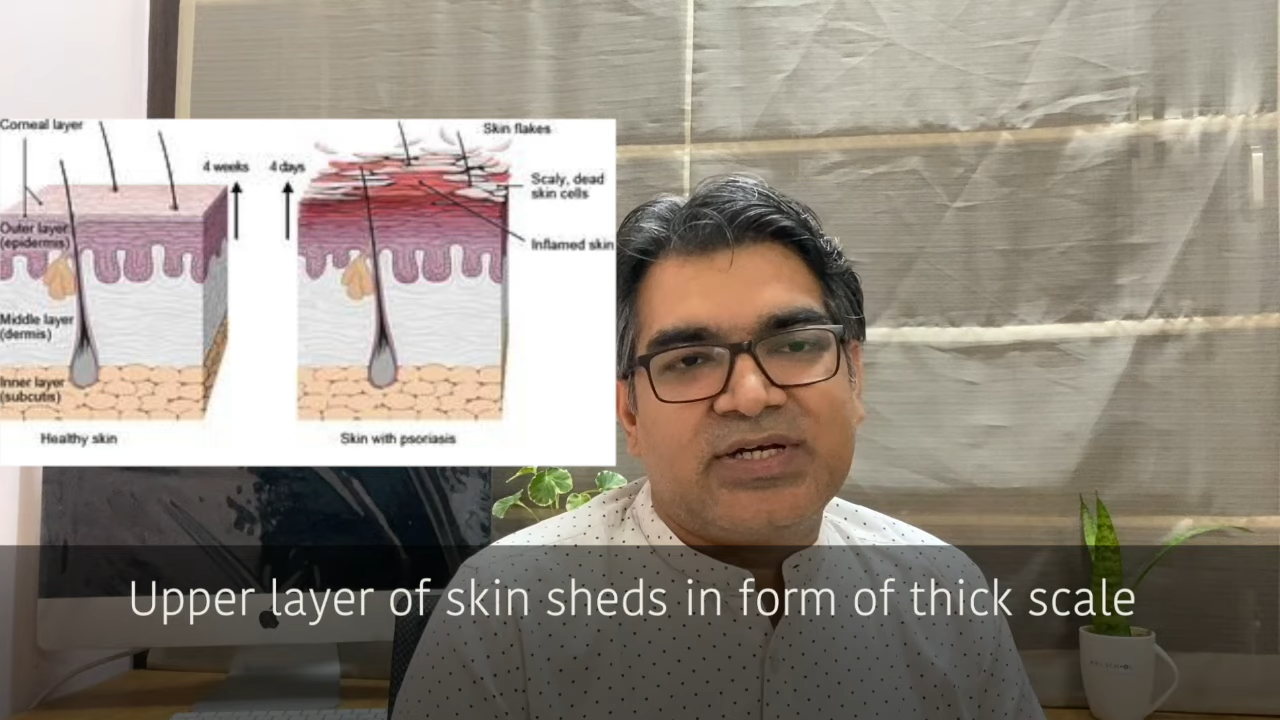 Corneal layer
Skin flakes
4 weeks
4 days
Scaly, dead
skin cells
Outer layer
(epidermis)
Inflamed skin
Middle layer
(dermis)
Inner layer
(subcutis)
Healthy skin
Skin with psoriasis
Upper layer of skin sheds in form of thick scale